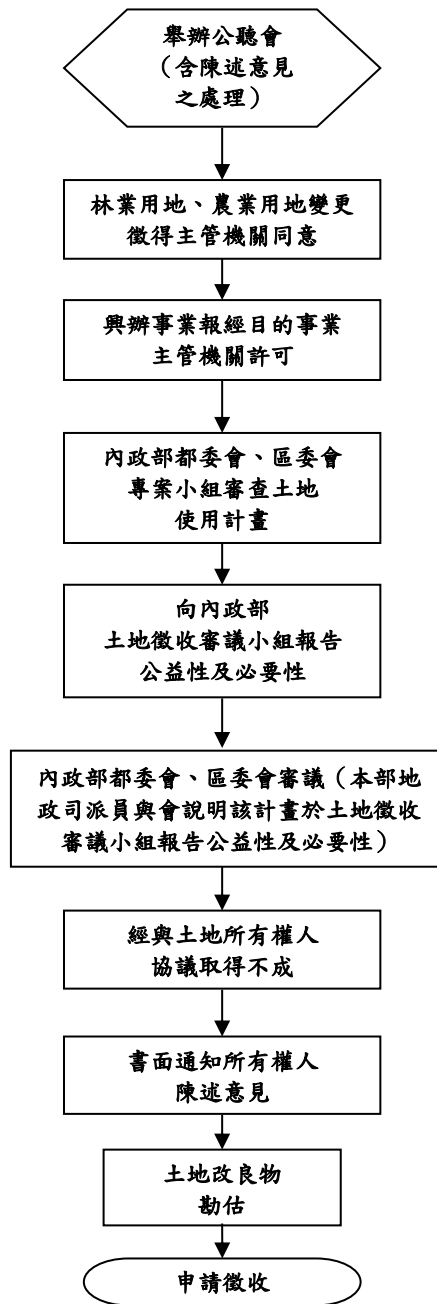 舉辦公聽會
(含陳述意見
之處理)
林業用地、農業用地變更
徵得主管機關同意
興辦事業報經目的事業
主管機關許可
內政部都委會、區委會
專案小組審查土地
使用計畫
向內政部
土地徵收審議小組報告
公益性及必要性
內政部都委會、區委會審議(本部地
政司派員與會說明該計畫於土地徵收
審議小組報告公益性及必要性)
經與土地所有權人
協議取得不成
書面通知所有權人
陳述意見
土地改良物
勘估
申請徵收